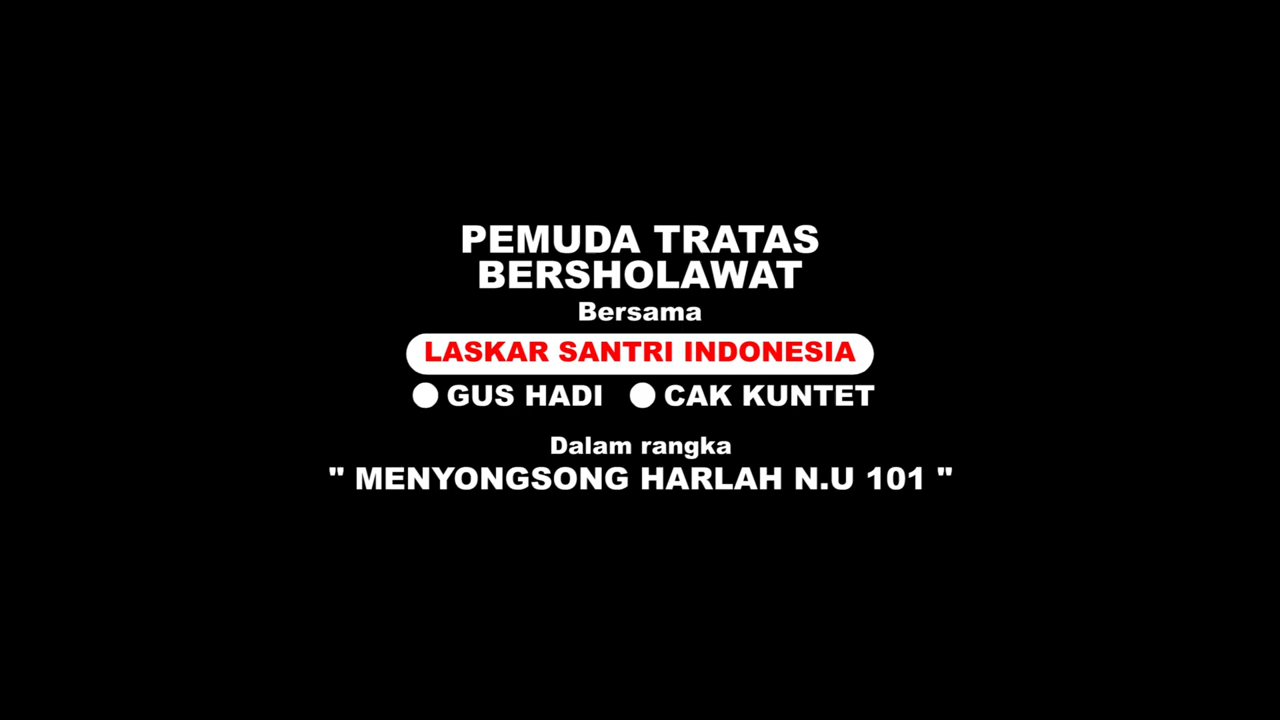 PEMUDA TRATAS
BERSHOLAWAT
Bersama
LASKAR SANTRI INDONESIA
GUS HADI CAK KUNTET
Dalam rangka
" MENYONGSONG HARLAH N.U 101 "